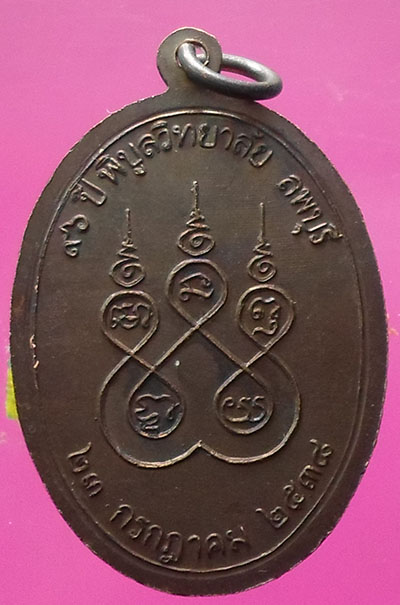 ๙๖ ปี พิบูลวิทยาลัย ลพบุรี
๒๓ กรกฎาคม ๒๕๓๘